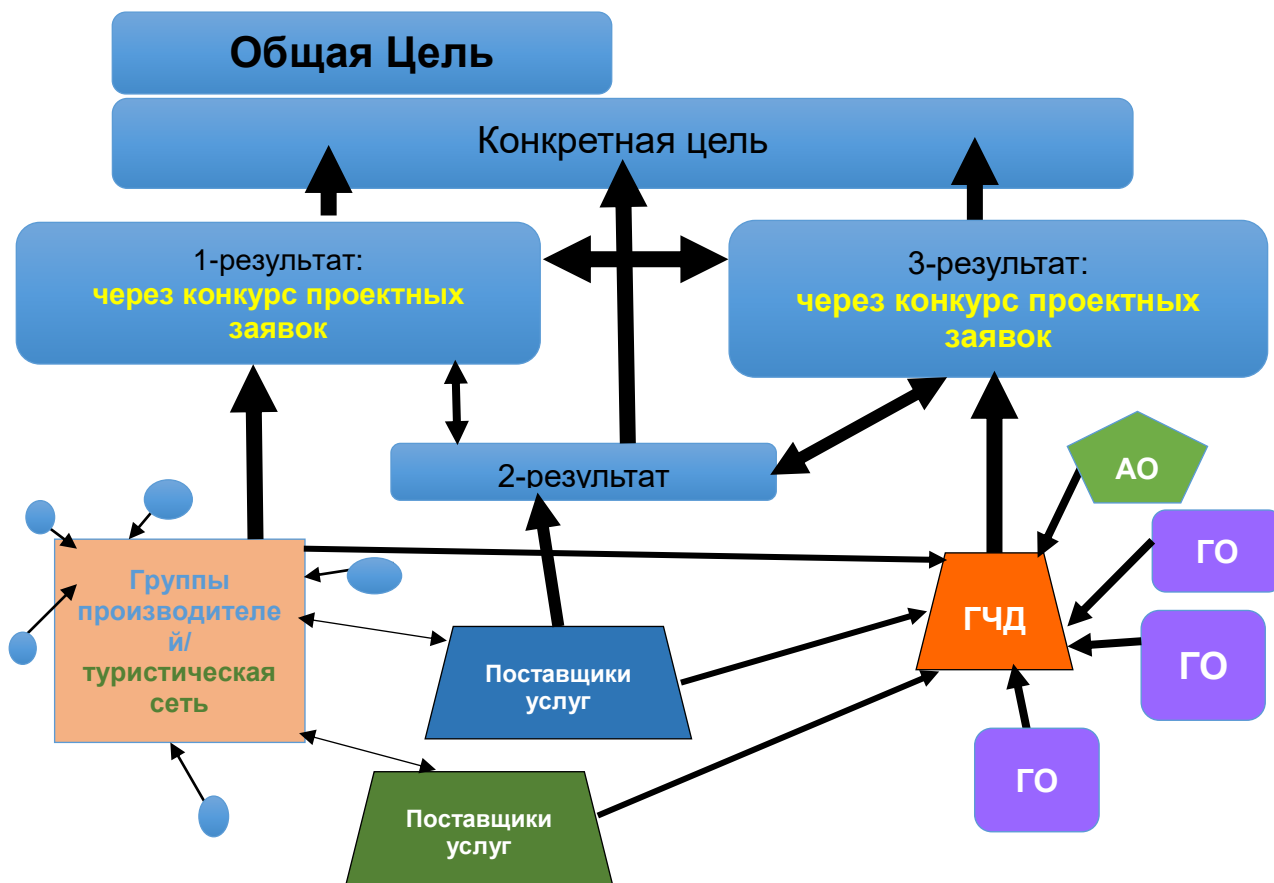 Общая Цель
Конкретная цель
1-результат:
через конкурс проектных
заявок
3-результат:
через конкурс проектных
заявок
2-результат
АО
ГО
Группы
производителе
й/
туристическая
сеть
ГЧД
ГО
Поставщики
услуг
ГО
Поставщики
услуг